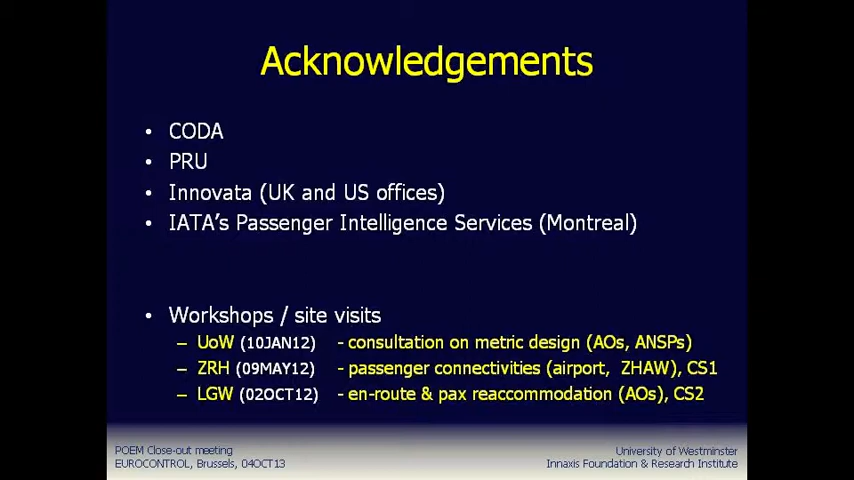 Acknowledgements
• CODA
• PRU
• Innovata (UK and US offices)
• IATA's Passenger Intelligence Services (Montreal)
• Workshops / site visits
– UoW (10JAN12) - consultation on metric design (AOs, ANSPs)
– ZRH (09MAY12) - passenger connectivities (airport, ZHAW), CS1
– LGW (02OCT12) - en-route & pax reaccommodation (AOs), CS2
POEM Close-out meeting
EUROCONTROL, Brussels, 04OCT13
University of Westminster
Innaxis Foundation & Research Institute